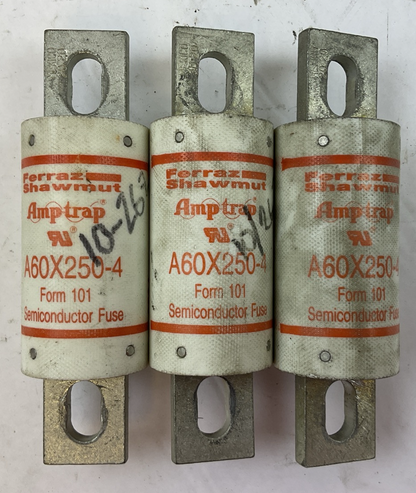 Ferraz
Shawmut
Amp-trap
A60X250-4
Form 101
Semiconductor Fuse
10-26
Ferraz
Shawmut
Amp-trap
A60X250-4
Form 101
Semiconductor Fuse
Ferraz
Shawmut
Amp-trap
A60X250-4
Form 101
Semiconductor Fuse